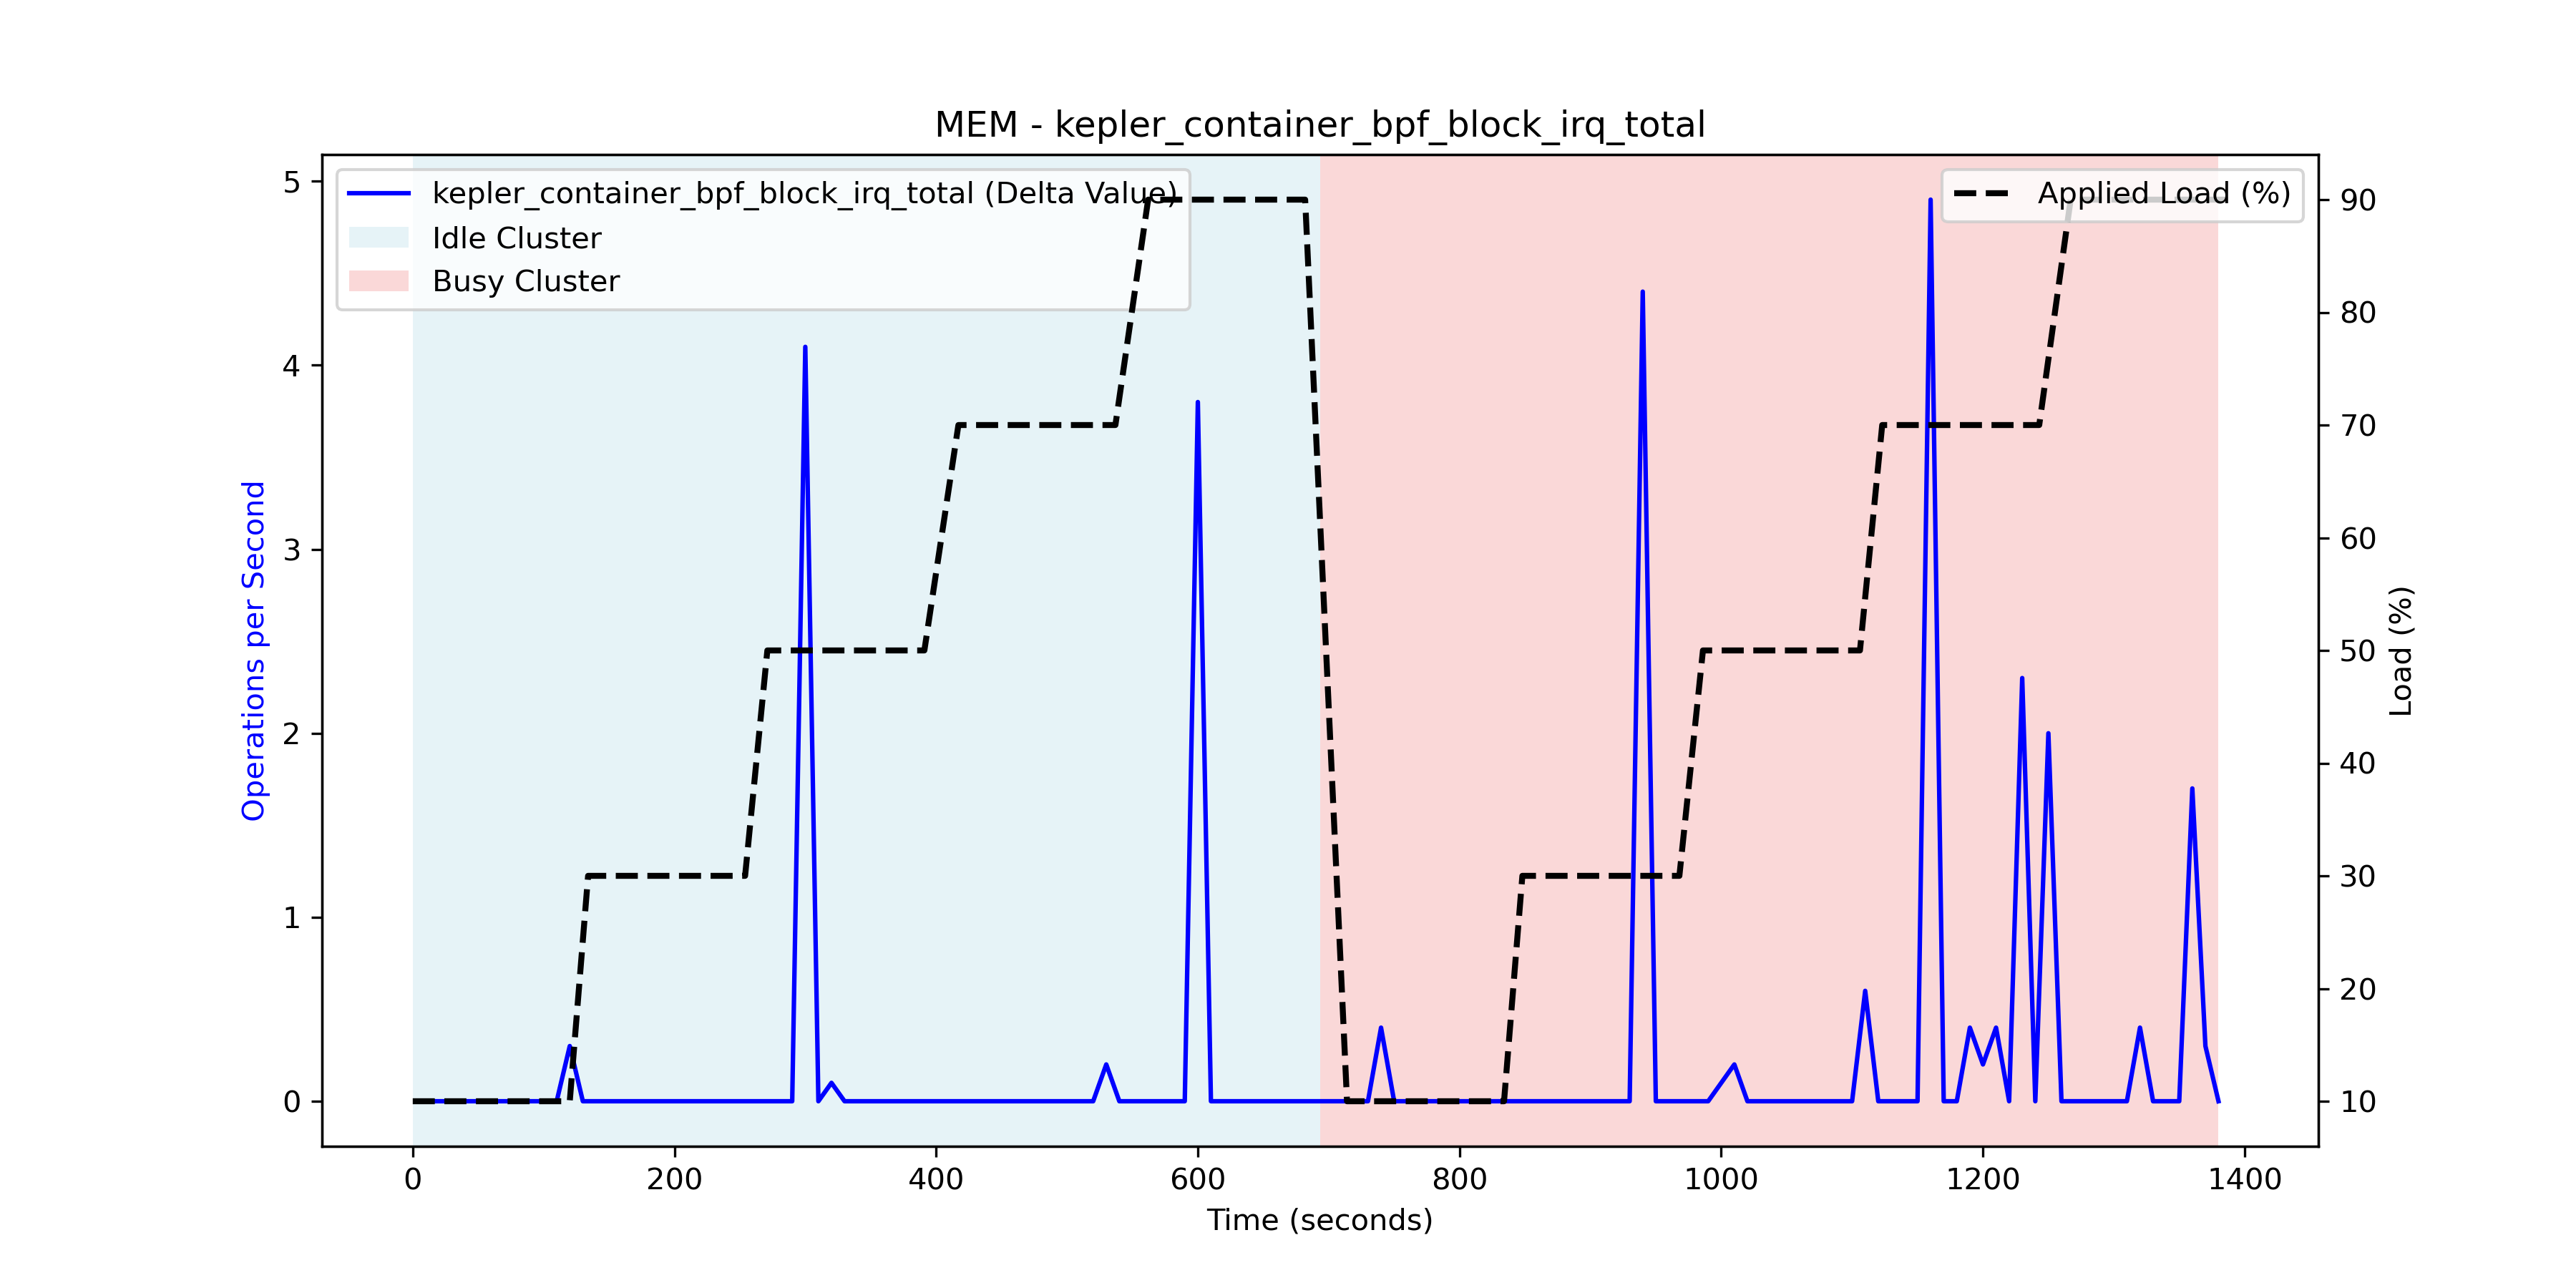 MEM - kepler_container_bpf_block_irq_total
kepler_container_bpf_block_irq_total (Delta Value)
Idle Cluster
Busy Cluster
Applied Load (%)
5
4
3
2
1
0
Operations per Second
90
80
70
60
50
40
30
20
10
Load (%)
0 200 400 600 800 1000 1200 1400
Time (seconds)